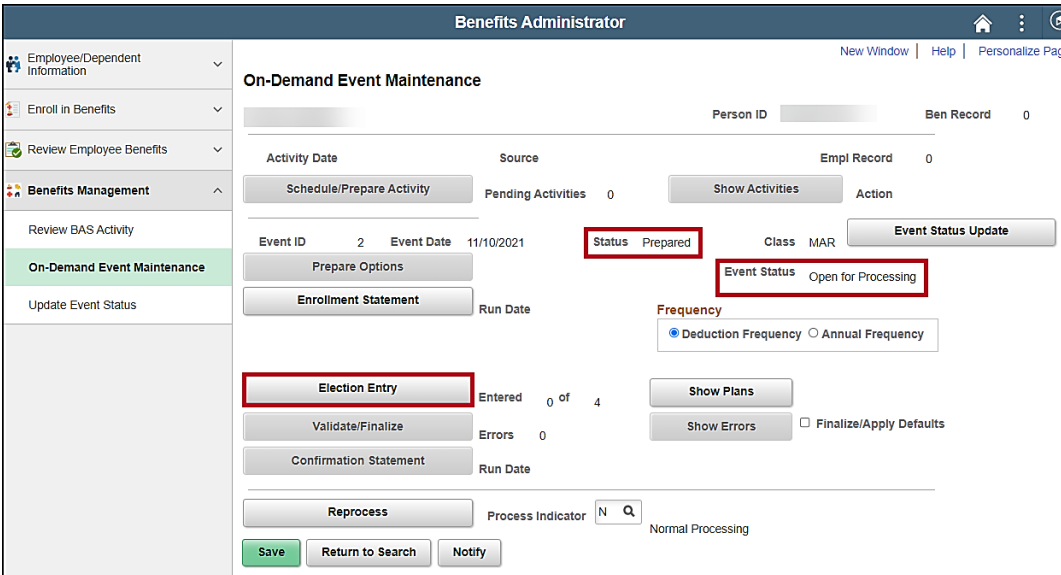 Benefits Administrator
New Window | Help | Personalize Pag
Employee/Dependent
Information
Enroll in Benefits
Review Employee Benefits
Benefits Management
Review BAS Activity
On-Demand Event Maintenance
Update Event Status
On-Demand Event Maintenance
Person ID Ben Record 0
Activity Date Source Empl Record 0
Schedule/Prepare Activity Pending Activities 0 Show Activities Action
Event ID 2 Event Date 11/10/2021 Status Prepared Class MAR Event Status Update
Prepare Options Event Status Open for Processing
Enrollment Statement Run Date
Frequency
Deduction Frequency Annual Frequency
Election Entry Entered 0 of 4 Show Plans
Validate/Finalize Errors 0 Show Errors Finalize/Apply Defaults
Confirmation Statement Run Date
Reprocess Process Indicator N Normal Processing
Save Return to Search Notify